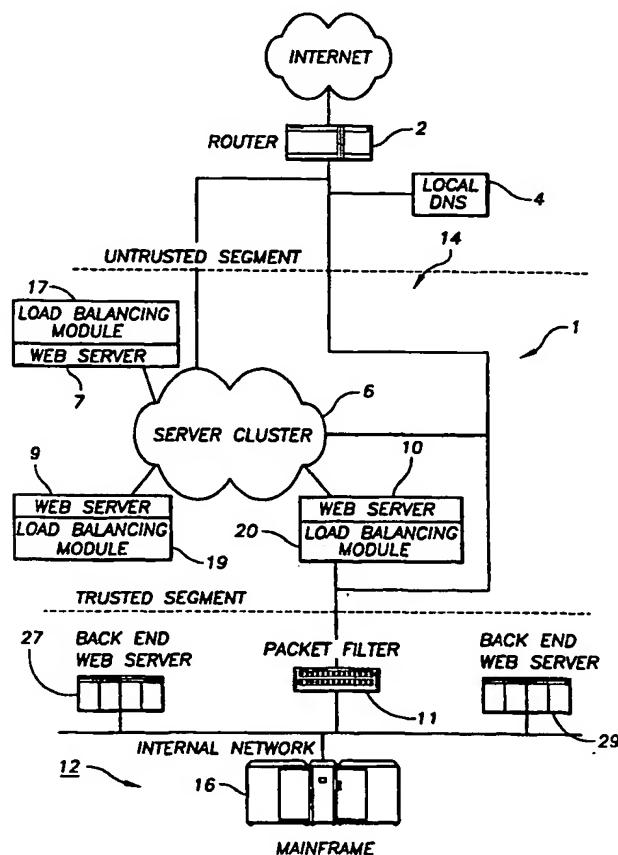 INTERNET
ROUTER
2
LOCAL
DNS
4
UNTRUSTED SEGMENT
14
17
LOAD BALANCING
MODULE
WEB SERVER
7
1
6
SERVER CLUSTER
9
WEB SERVER
LOAD BALANCING
MODULE
19
10
WEB SERVER
LOAD BALANCING
MODULE
20
TRUSTED SEGMENT
27
BACK END
WEB SERVER
PACKET FILTER
11
BACK END
WEB SERVER
29
INTERNAL NETWORK
12
16
MAINFRAME